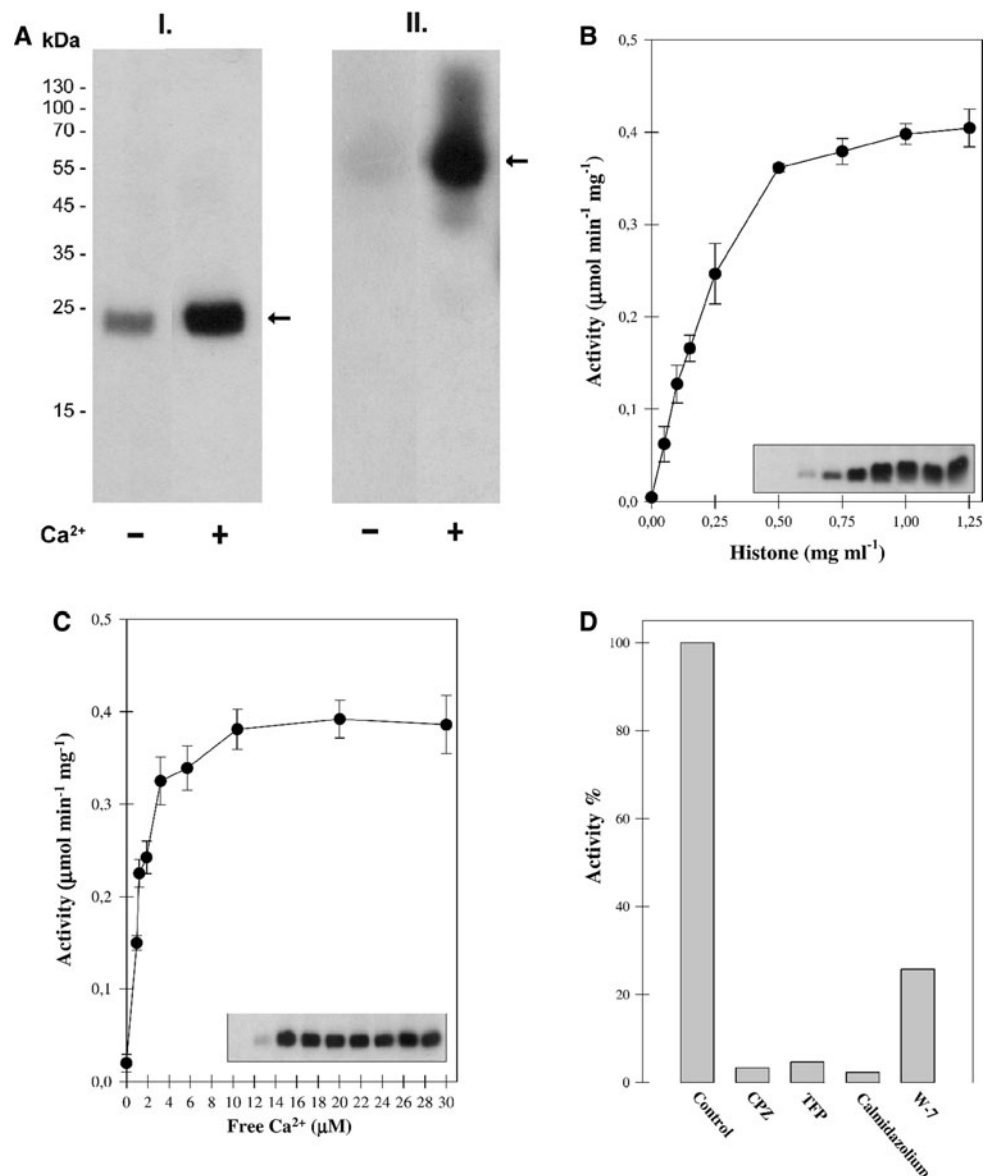 A kDa I. II.
130 -
100 -
70 -
55 -
45 -
35 -
25 -
15 -
Ca²⁺ − + − +
B
0,5
0,4
0,3
0,2
0,1
0,0
Activity (μmol min⁻¹ mg⁻¹)
0,00 0,25 0,50 0,75 1,00 1,25
Histone (mg ml⁻¹)
C
0,5
0,4
0,3
0,2
0,1
0,0
Activity (μmol min⁻¹ mg⁻¹)
0 2 4 6 8 10 12 14 16 18 20 22 24 26 28 30
Free Ca²⁺ (μM)
D
100
80
60
40
20
0
Activity %
Control
CPZ
TFP
Calmidazolium
W-7